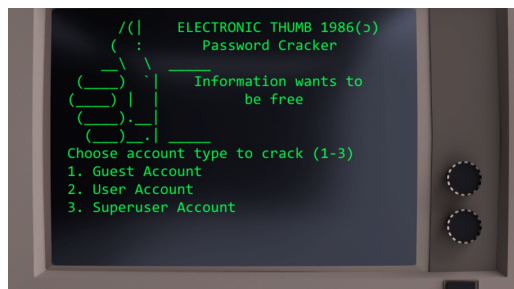 ELECTRONIC THUMB 1986(ɔ)
Password Cracker
Information wants to
be free
Choose account type to crack (1-3)
1. Guest Account
2. User Account
3. Superuser Account